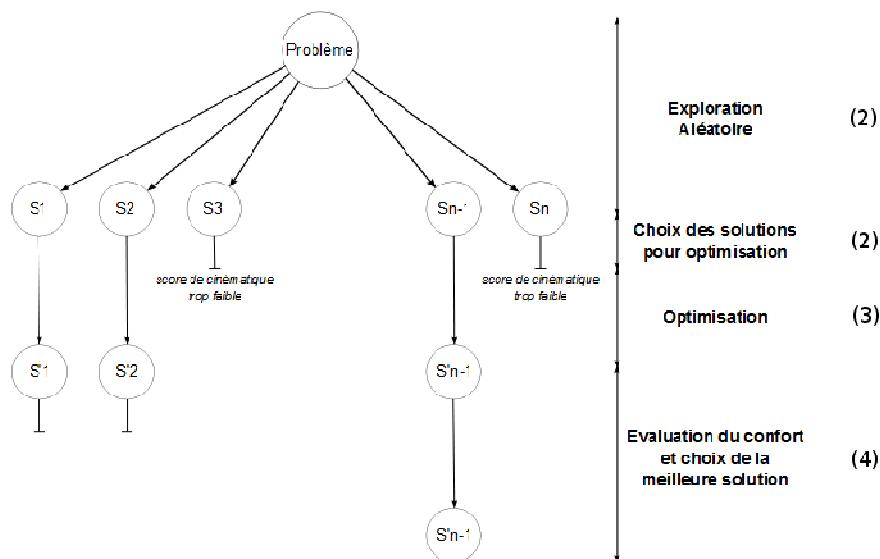 Problème
Exploration
Aléatoire
(2)
S1
S2
S3
Sn-1
Sn
Choix des solutions
pour optimisation
(2)
score de cinématique
trop faible
score de cinématique
trop faible
Optimisation
(3)
S'1
S'2
S'n-1
Evaluation du confort
et choix de la
meilleure solution
(4)
S'n-1